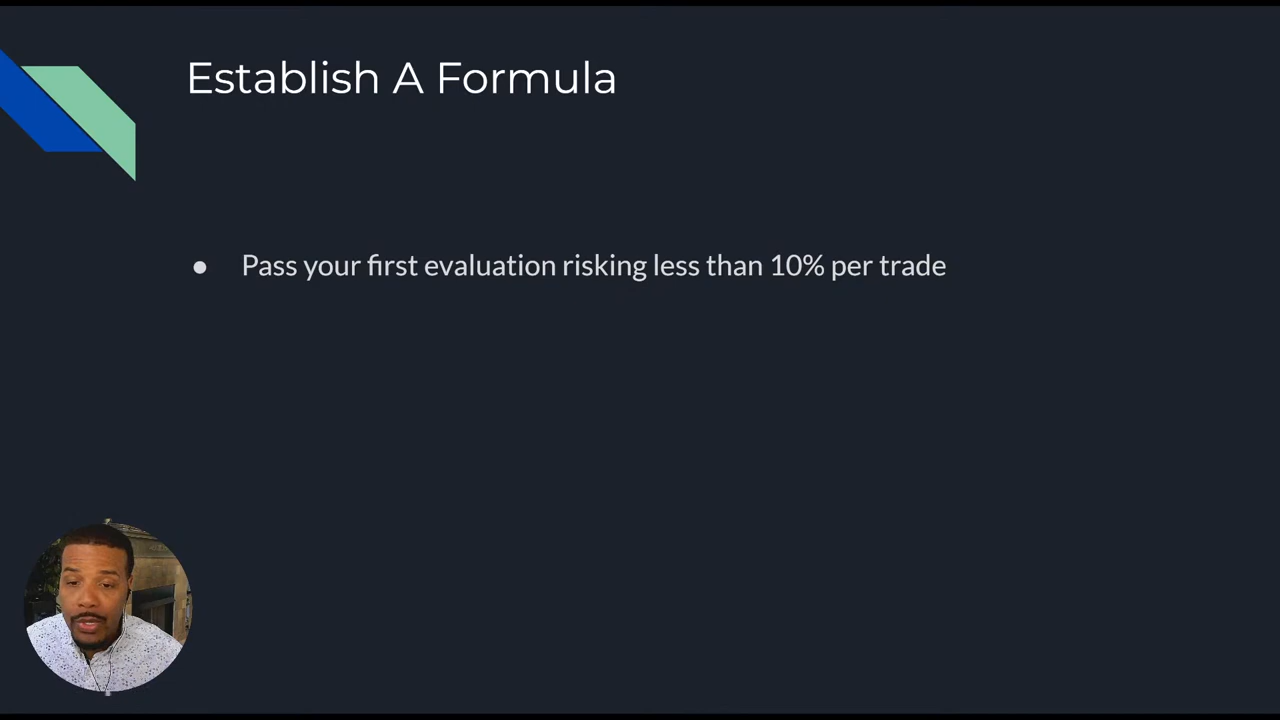 Establish A Formula
● Pass your first evaluation risking less than 10% per trade